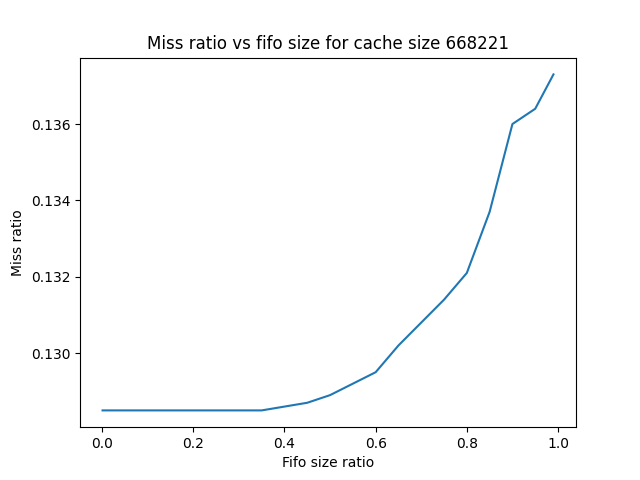 Miss ratio vs fifo size for cache size 668221
0.136
0.134
0.132
0.130
Miss ratio
0.0 0.2 0.4 0.6 0.8 1.0
Fifo size ratio